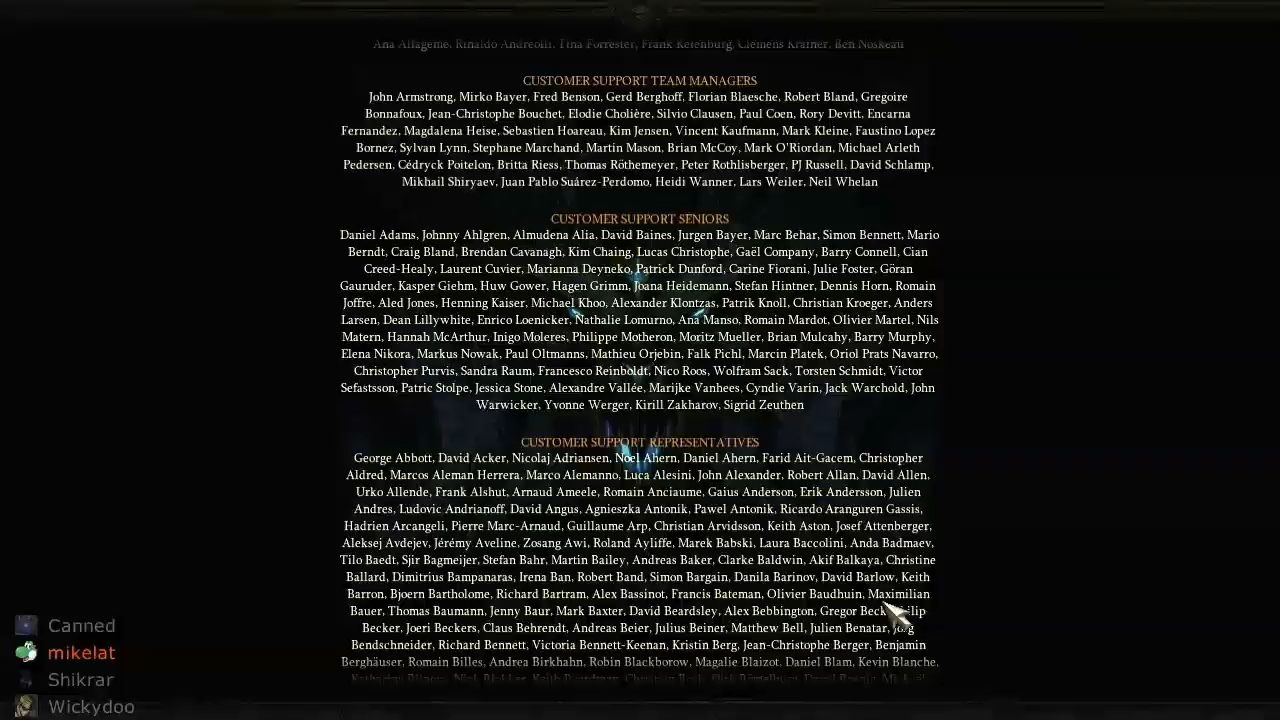 Ana Alfageme, Rinaldo Andreolli, Tina Forrester, Frank Ketenburg, Clemens Kramer, Ben Noskeau
CUSTOMER SUPPORT TEAM MANAGERS
John Armstrong, Mirko Bayer, Fred Benson, Gerd Berghoff, Florian Blaesche, Robert Bland, Gregoire
Bonnafoux, Jean-Christophe Bouchet, Elodie Cholière, Silvio Clausen, Paul Coen, Rory Devitt, Encarna
Fernandez, Magdalena Heise, Sebastien Hoareau, Kim Jensen, Vincent Kaufmann, Mark Kleine, Faustino Lopez
Bornez, Sylvan Lynn, Stephane Marchand, Martin Mason, Brian McCoy, Mark O'Riordan, Michael Arleth
Pedersen, Cédryck Poitelon, Britta Riess, Thomas Röthemeyer, Peter Rothlisberger, PJ Russell, David Schlamp,
Mikhail Shiryaev, Juan Pablo Suárez-Perdomo, Heidi Wanner, Lars Weiler, Neil Whelan
CUSTOMER SUPPORT SENIORS
Daniel Adams, Johnny Ahlgren, Almudena Alia, David Baines, Jurgen Bayer, Marc Behar, Simon Bennett, Mario
Berndt, Craig Bland, Brendan Cavanagh, Kim Chaing, Lucas Christophe, Gaël Company, Barry Connell, Cian
Creed-Healy, Laurent Cuvier, Marianna Deyneko, Patrick Dunford, Carine Fiorani, Julie Foster, Göran
Gauruder, Kasper Giehm, Huw Gower, Hagen Grimm, Joana Heidemann, Stefan Hintner, Dennis Horn, Romain
Joffre, Aled Jones, Henning Kaiser, Michael Khoo, Alexander Klontzas, Patrik Knoll, Christian Kroeger, Anders
Larsen, Dean Lillywhite, Enrico Loenicker, Nathalie Lomurno, Ana Manso, Romain Mardot, Olivier Martel, Nils
Matern, Hannah McArthur, Inigo Moleres, Philippe Motheron, Moritz Mueller, Brian Mulcahy, Barry Murphy,
Elena Nikora, Markus Nowak, Paul Oltmanns, Mathieu Orjebin, Falk Pichl, Marcin Platek, Oriol Prats Navarro,
Christopher Purvis, Sandra Raum, Francesco Reinboldt, Nico Roos, Wolfram Sack, Torsten Schmidt, Victor
Sefastsson, Patric Stolpe, Jessica Stone, Alexandre Vallée, Marijke Vanhees, Cyndie Varin, Jack Warchold, John
Warwicker, Yvonne Werger, Kirill Zakharov, Sigrid Zeuthen
CUSTOMER SUPPORT REPRESENTATIVES
George Abbott, David Acker, Nicolaj Adriansen, Noel Ahern, Daniel Ahern, Farid Ait-Gacem, Christopher
Aldred, Marcos Aleman Herrera, Marco Alemanno, Luca Alesini, John Alexander, Robert Allan, David Allen,
Urko Allende, Frank Alshut, Arnaud Ameele, Romain Anciaume, Gaius Anderson, Erik Andersson, Julien
Andres, Ludovic Andrianoff, David Angus, Agnieszka Antonik, Pawel Antonik, Ricardo Aranguren Gassis,
Hadrien Arcangeli, Pierre Marc-Arnaud, Guillaume Arp, Christian Arvidsson, Keith Aston, Josef Attenberger,
Aleksej Avdejev, Jérémy Aveline, Zosang Awi, Roland Ayliffe, Marek Babski, Laura Baccolini, Anda Badmaev,
Tilo Baedt, Sjir Bagmeijer, Stefan Bahr, Martin Bailey, Andreas Baker, Clarke Baldwin, Akif Balkaya, Christine
Ballard, Dimitrius Bampanaras, Irena Ban, Robert Band, Simon Bargain, Danila Barinov, David Barlow, Keith
Barron, Bjoern Bartholome, Richard Bartram, Alex Bassinot, Francis Bateman, Olivier Baudhuin, Maximilian
Bauer, Thomas Baumann, Jenny Baur, Mark Baxter, David Beardsley, Alex Bebbington, Gregor
Becker, Joeri Beckers, Claus Behrendt, Andreas Beier, Julius Beiner, Matthew Bell, Julien Benatar, Jörg
Bendschneider, Richard Bennett, Victoria Bennett-Keenan, Kristin Berg, Jean-Christophe Berger, Benjamin
Berghäuser, Romain Billes, Andrea Birkhahn, Robin Blackborow, Magalie Blaizot, Daniel Blam, Kevin Blanche,
Canned
mikelat
Shikrar
Wickydoo